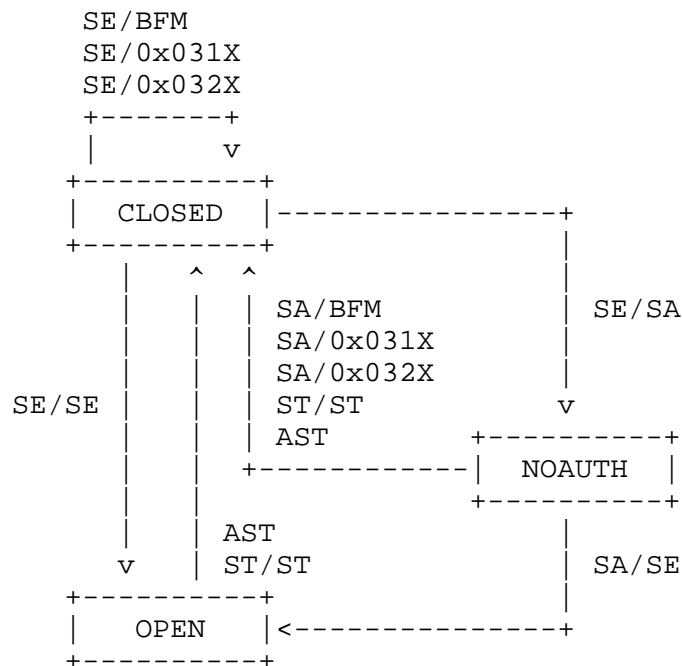 SE/BFM
SE/0x031X
SE/0x032X
CLOSED
SA/BFM
SE/SA
SA/0x031X
SA/0x032X
SE/SE
ST/ST
AST
NOAUTH
AST
ST/ST
SA/SE
OPEN